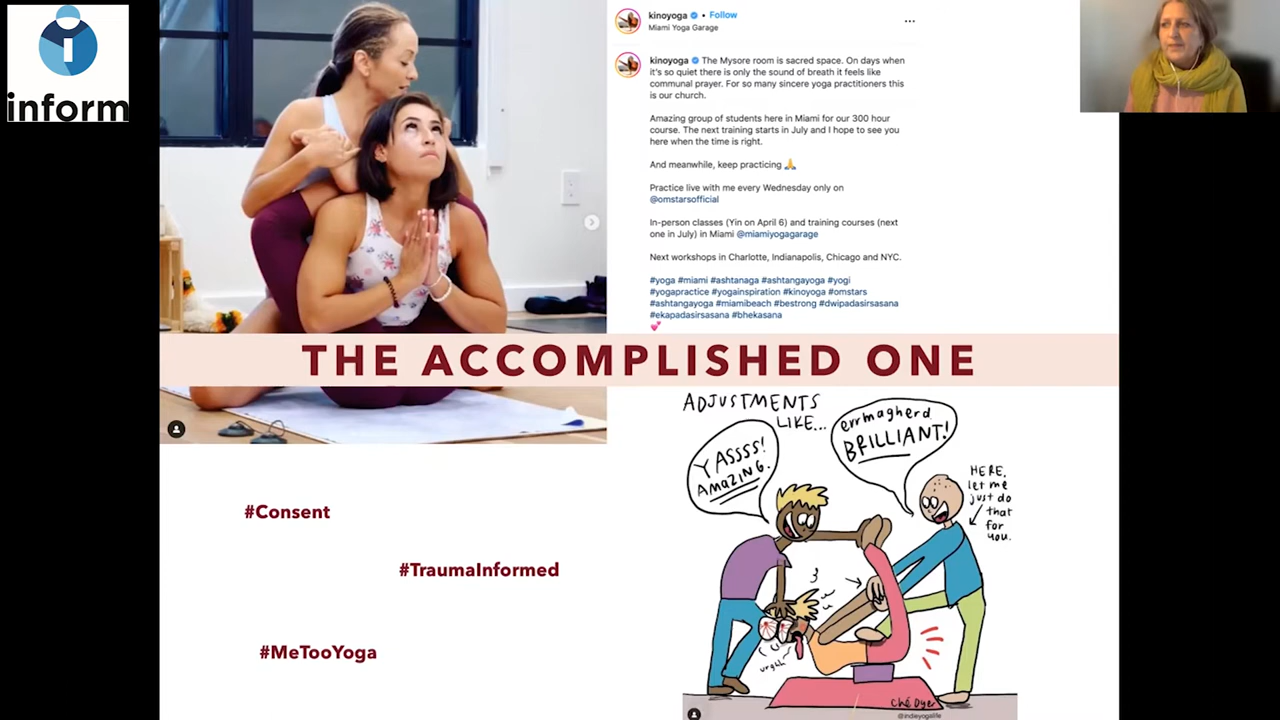 inform
kinoyoga • Follow
Miami Yoga Garage
kinoyoga The Mysore room is sacred space. On days when
it's so quiet there is only the sound of breath it feels like
communal prayer. For so many sincere yoga practitioners this
is our church.
Amazing group of students here in Miami for our 300 hour
course. The next training starts in July and I hope to see you
here when the time is right.
And meanwhile, keep practicing 🙏
Practice live with me every Wednesday only on
@omstarsofficial
In-person classes (Yin on April 6) and training courses (next
one in July) in Miami @miamiyogagarage
Next workshops in Charlotte, Indianapolis, Chicago and NYC.
#yoga #miami #ashtanaga #ashtangayoga #yogi
#yogapractice #yogainspiration #kinoyoga #omstars
#ashtangayoga #miamibeach #bestrong #dwipadasirsasana
#ekapadasirsasana #bhekasana
💕
THE ACCOMPLISHED ONE
#Consent
#TraumaInformed
#MeTooYoga
ADJUSTMENTS
LIKE...
YASSSS!
AMAZING.
errmagherd
BRILLIANT!
HERE,
let me
just do
that
for
you.
urgh
Ché Dyer
@indieyogalife